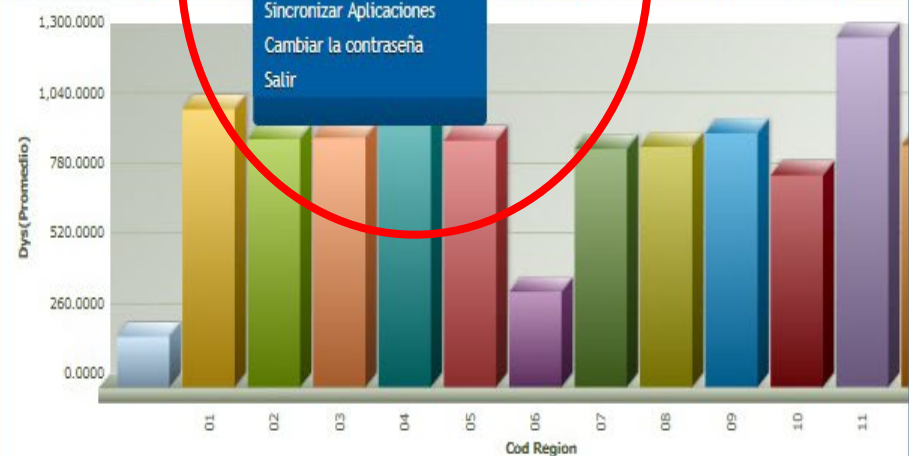 Sincronizar Aplicaciones
Cambiar la contraseña
Salir
1,300.0000
1,040.0000
780.0000
520.0000
260.0000
0.0000
Dys(Promedio)
01 02 03 04 05 06 07 08 09 10 11
Cod Region